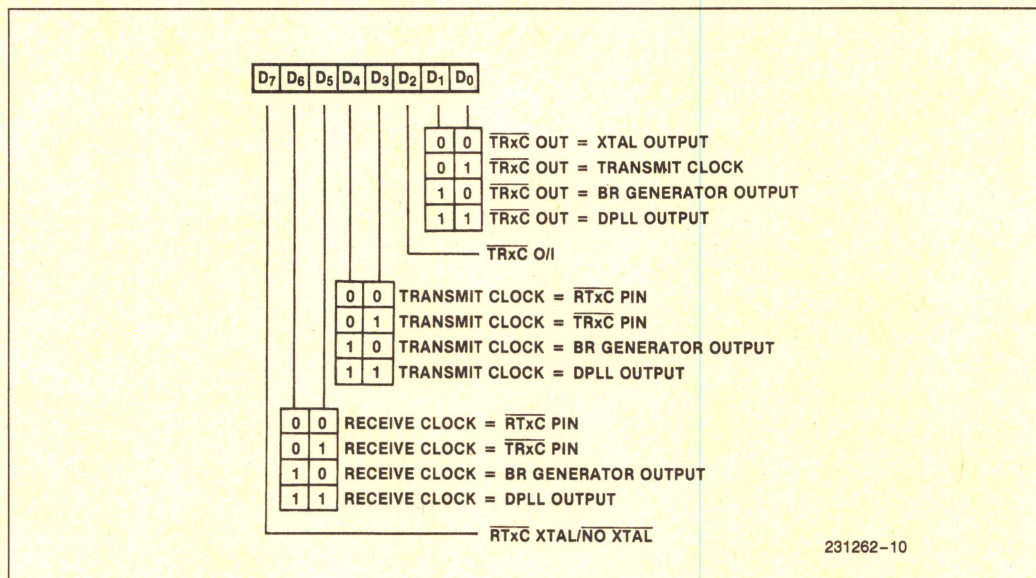 D7 D6 D5 D4 D3 D2 D1 D0
0 0 TRxC OUT = XTAL OUTPUT
0 1 TRxC OUT = TRANSMIT CLOCK
1 0 TRxC OUT = BR GENERATOR OUTPUT
1 1 TRxC OUT = DPLL OUTPUT
TRxC O/I
0 0 TRANSMIT CLOCK = RTxC PIN
0 1 TRANSMIT CLOCK = TRxC PIN
1 0 TRANSMIT CLOCK = BR GENERATOR OUTPUT
1 1 TRANSMIT CLOCK = DPLL OUTPUT
0 0 RECEIVE CLOCK = RTxC PIN
0 1 RECEIVE CLOCK = TRxC PIN
1 0 RECEIVE CLOCK = BR GENERATOR OUTPUT
1 1 RECEIVE CLOCK = DPLL OUTPUT
RTxC XTAL/NO XTAL
231262-10